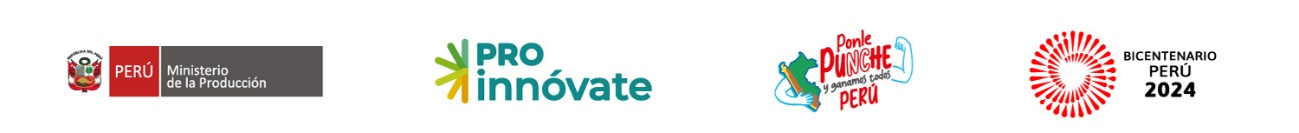 PERÚ
Ministerio
de la Producción
PRO
innóvate
Ponle
PUNCHE
y ganamos todos
PERÚ
BICENTENARIO
PERÚ
2024